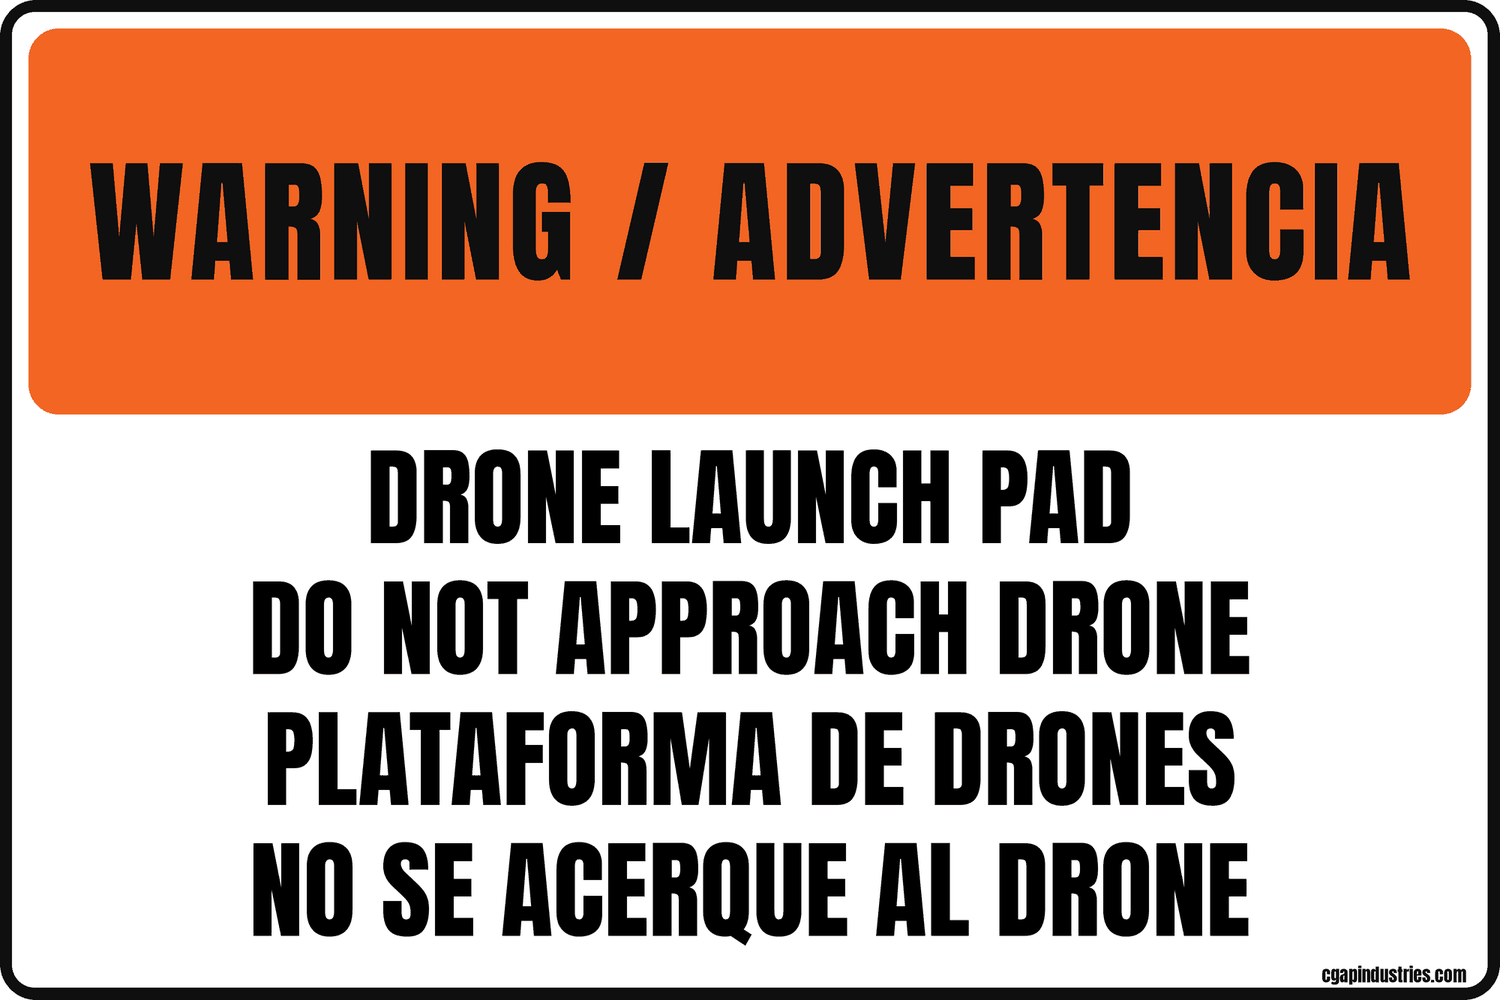 WARNING / ADVERTENCIA
DRONE LAUNCH PAD
DO NOT APPROACH DRONE
PLATAFORMA DE DRONES
NO SE ACERQUE AL DRONE
cgapindustries.com